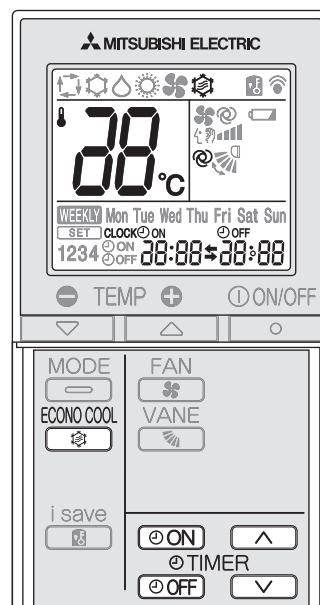 MITSUBISHI ELECTRIC
88°C
WEEKLY Mon Tue Wed Thu Fri Sat Sun
SET CLOCK ON OFF
1234 ON OFF 88:88 88:88
TEMP ON/OFF
MODE FAN
ECONO COOL VANE
i save
ON
TIMER
OFF